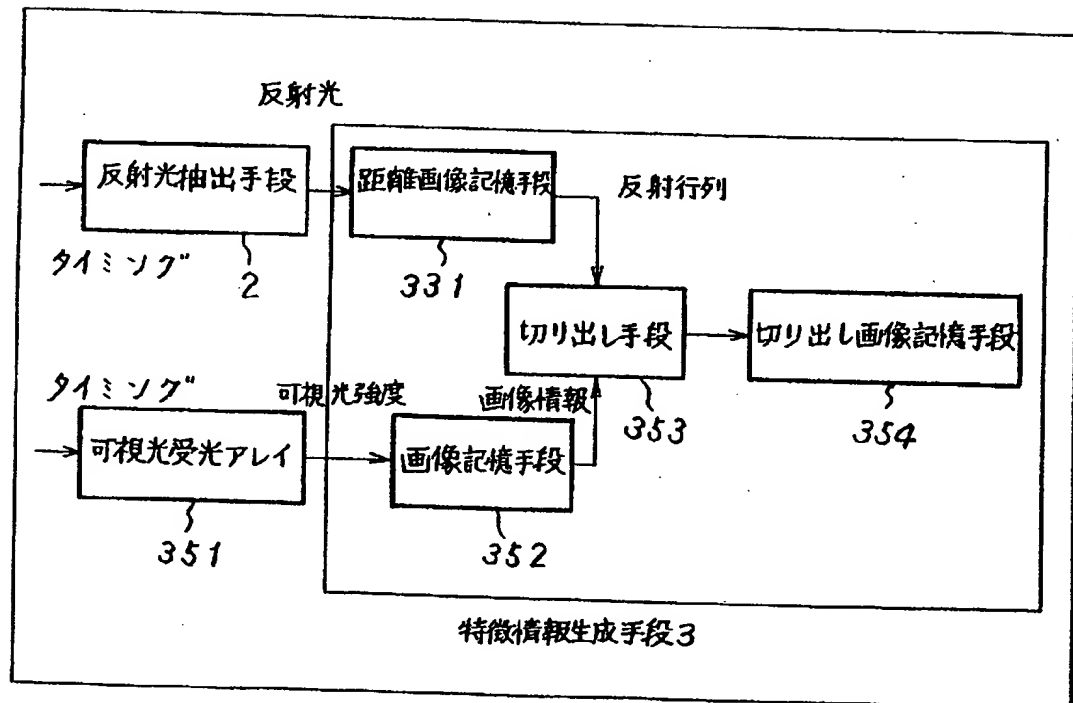 反射光
反射光抽出手段
距離画像記憶手段
反射行列
タイミング
2
331
切り出し手段
切り出し画像記憶手段
タイミング
可視光強度
画像情報
353
354
可視光受光アレイ
画像記憶手段
351
352
特徴情報生成手段3